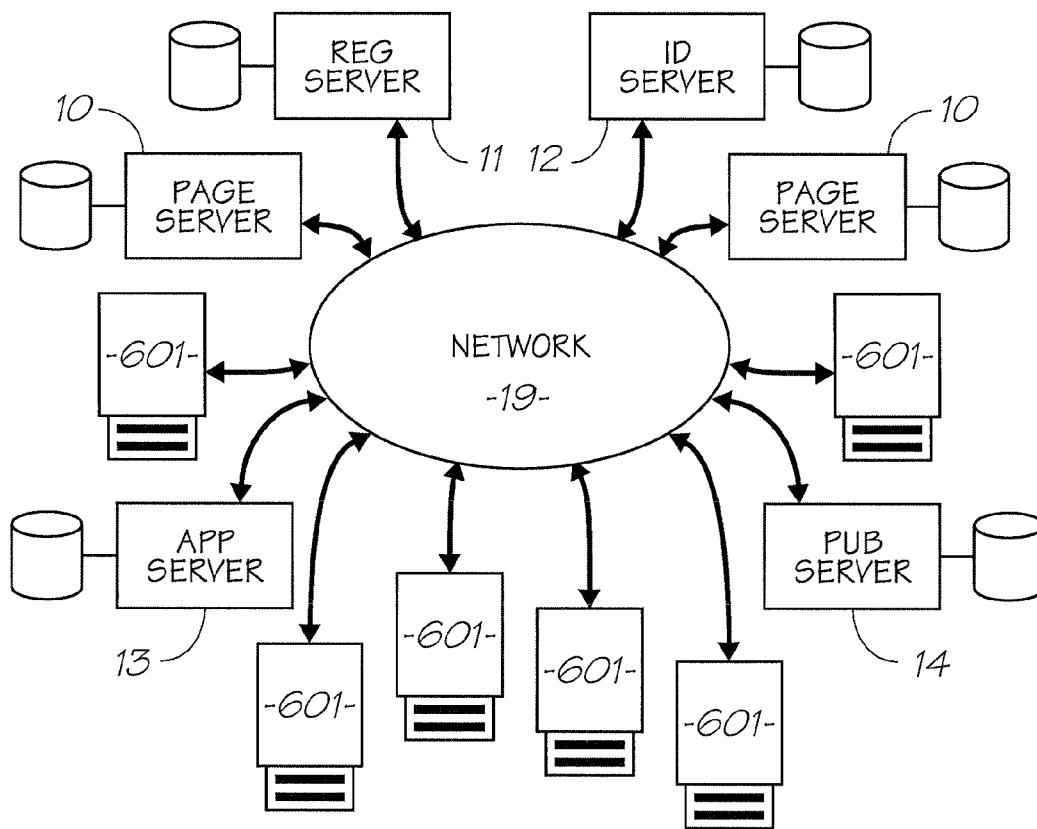 REG
SERVER
ID
SERVER
10
11
12
10
PAGE
SERVER
PAGE
SERVER
-601-
NETWORK
-19-
-601-
APP
SERVER
PUB
SERVER
13
-601-
-601-
-601-
-601-
14